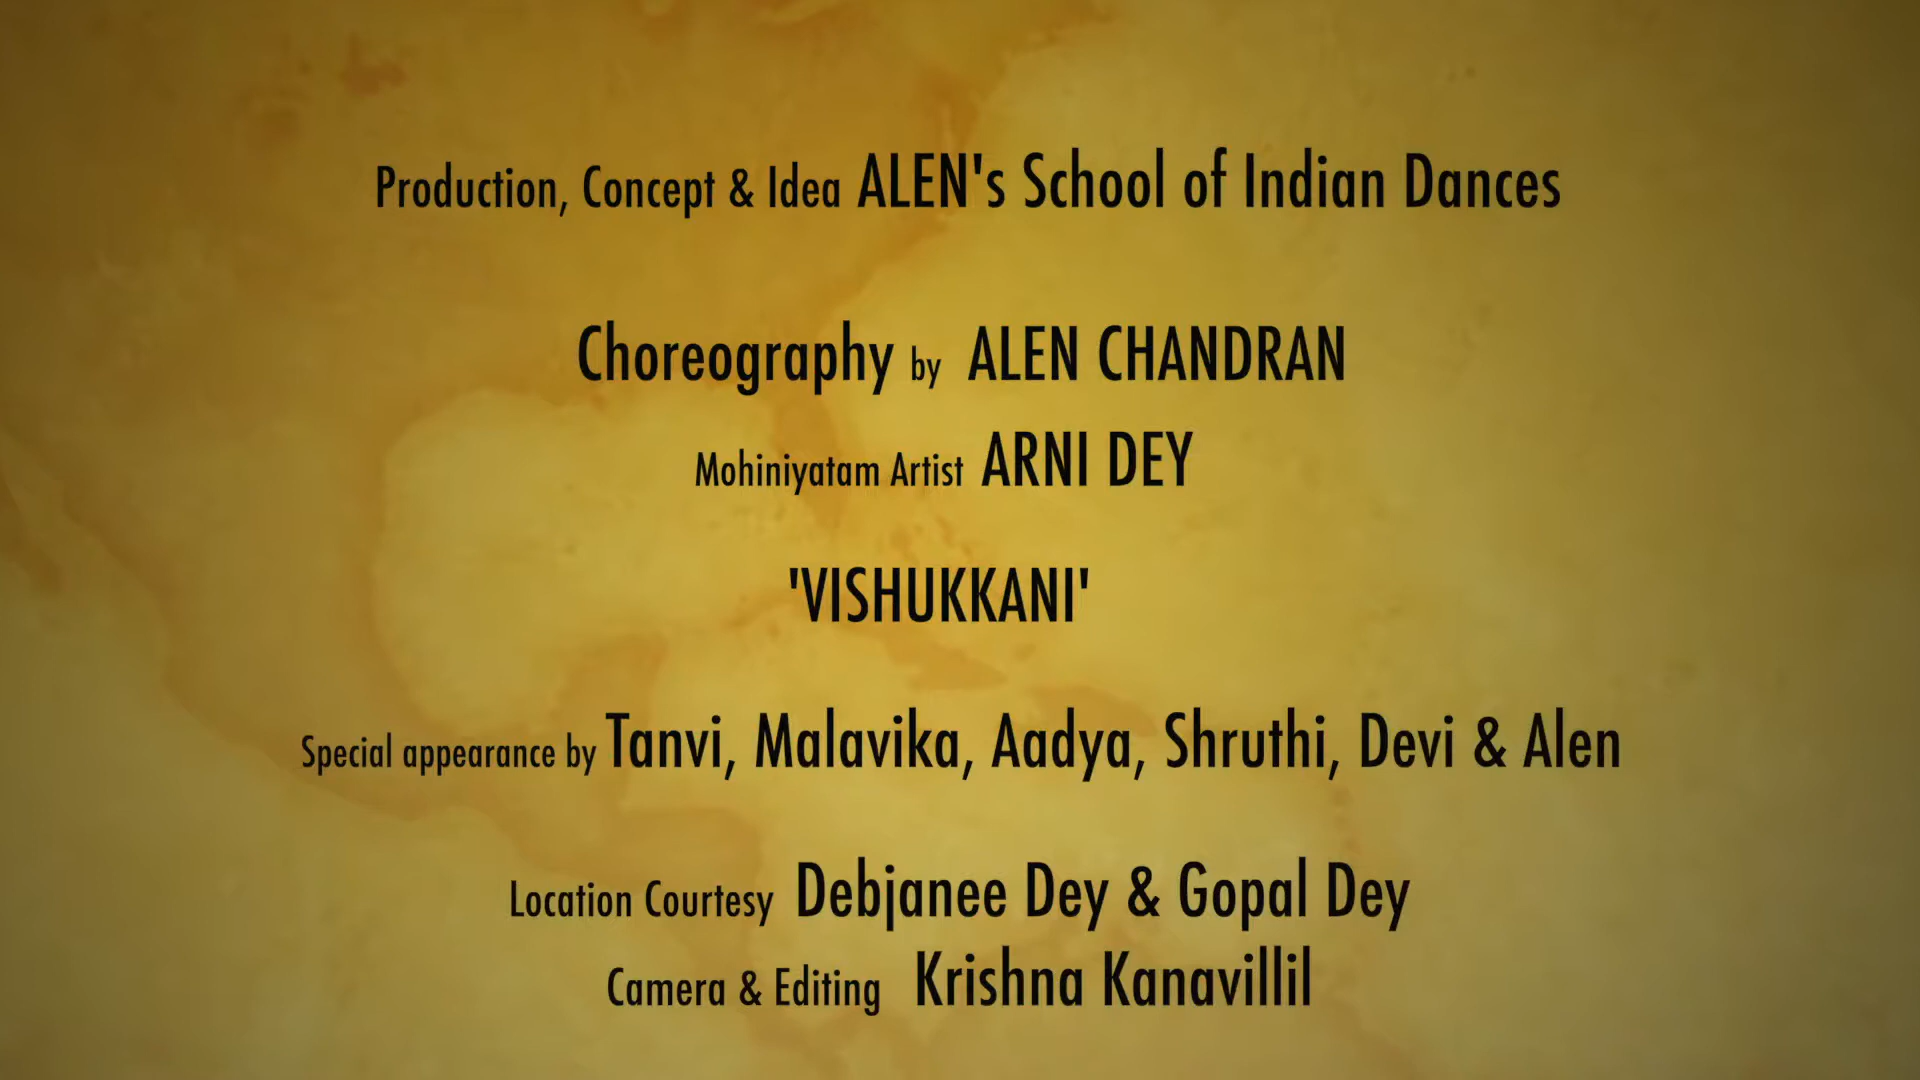 Production, Concept & Idea ALEN's School of Indian Dances
Choreography by ALEN CHANDRAN
Mohiniyatam Artist ARNI DEY
'VISHUKKANI'
Special appearance by Tanvi, Malavika, Aadya, Shruthi, Devi & Alen
Location Courtesy Debjanee Dey & Gopal Dey
Camera & Editing Krishna Kanavillil